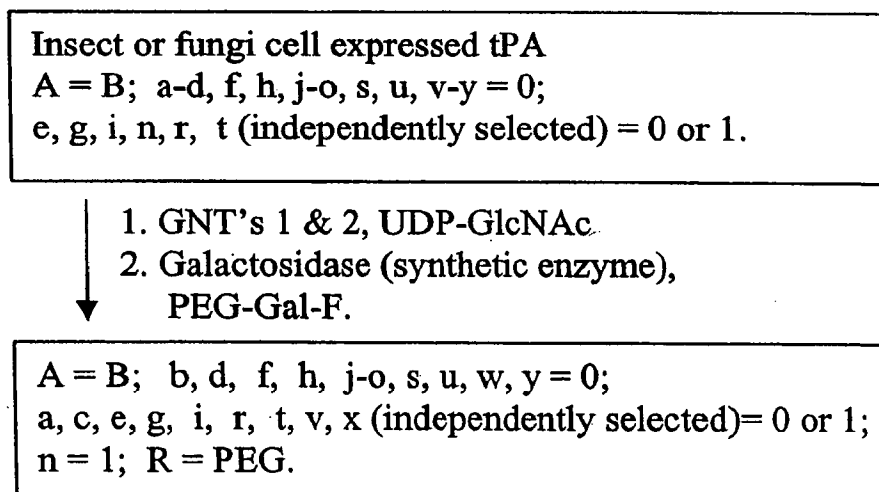 Insect or fungi cell expressed tPA
A = B; a-d, f, h, j-o, s, u, v-y = 0;
e, g, i, n, r, t (independently selected) = 0 or 1.
1. GNT's 1 & 2, UDP-GlcNAc
2. Galactosidase (synthetic enzyme),
PEG-Gal-F.
A = B; b, d, f, h, j-o, s, u, w, y = 0;
a, c, e, g, i, r, t, v, x (independently selected)= 0 or 1;
n = 1; R = PEG.